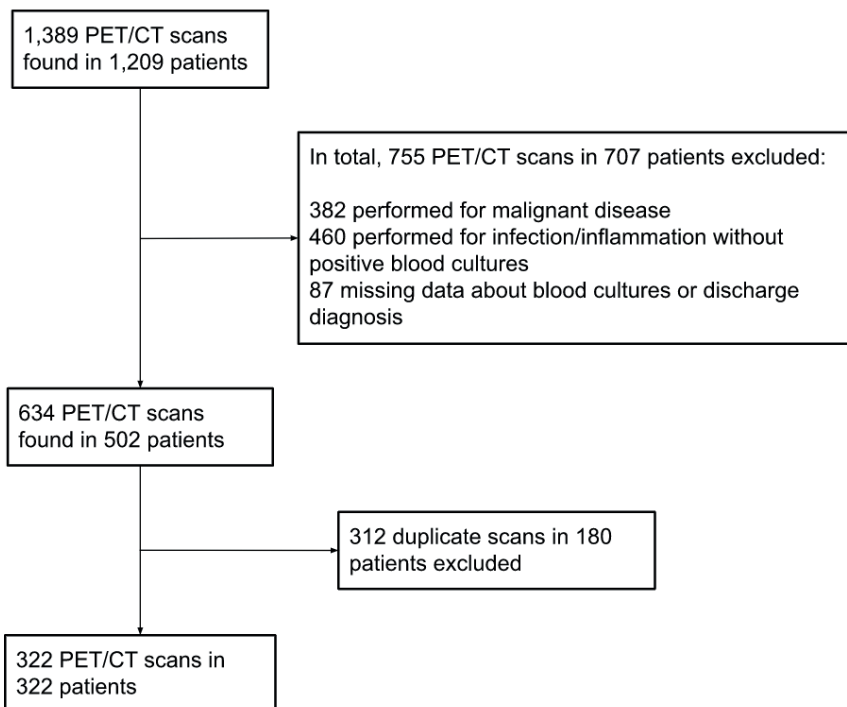 1,389 PET/CT scans
found in 1,209 patients
In total, 755 PET/CT scans in 707 patients excluded:
382 performed for malignant disease
460 performed for infection/inflammation without
positive blood cultures
87 missing data about blood cultures or discharge
diagnosis
634 PET/CT scans
found in 502 patients
312 duplicate scans in 180
patients excluded
322 PET/CT scans in
322 patients